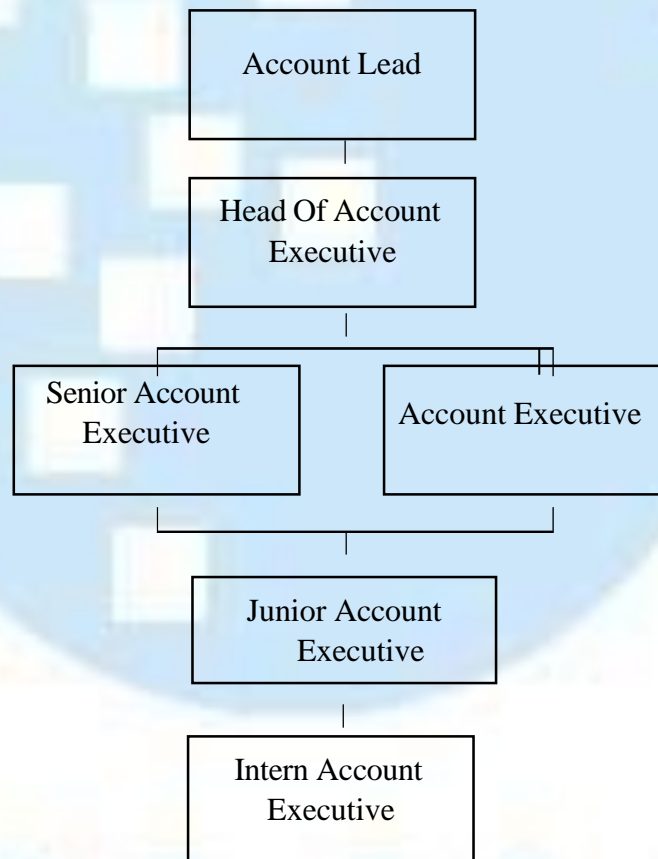 Account Lead
Head Of Account
Executive
Senior Account
Executive
Account Executive
Junior Account
Executive
Intern Account
Executive